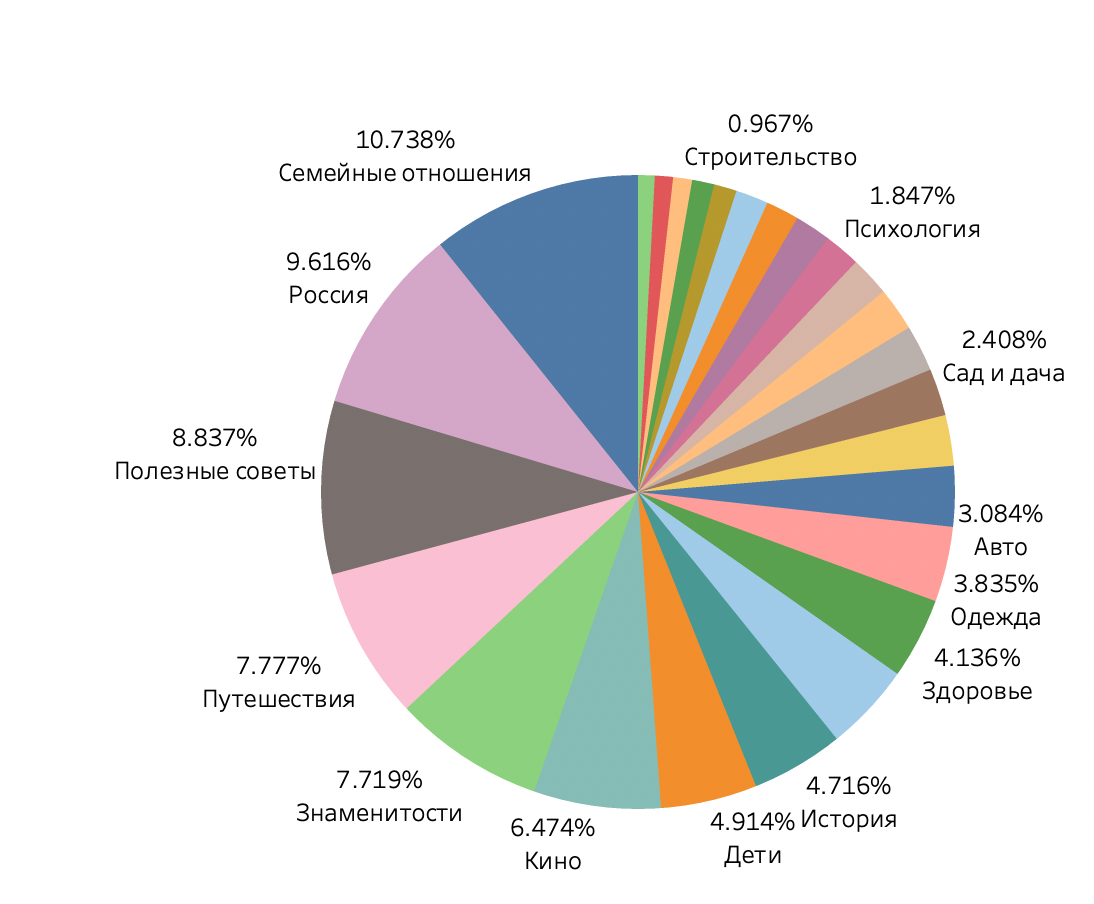 0.967%
Строительство
10.738%
Семейные отношения
1.847%
Психология
9.616%
Россия
2.408%
Сад и дача
8.837%
Полезные советы
3.084%
Авто
3.835%
Одежда
4.136%
Здоровье
7.777%
Путешествия
7.719%
Знаменитости
4.716%
История
4.914%
Дети
6.474%
Кино